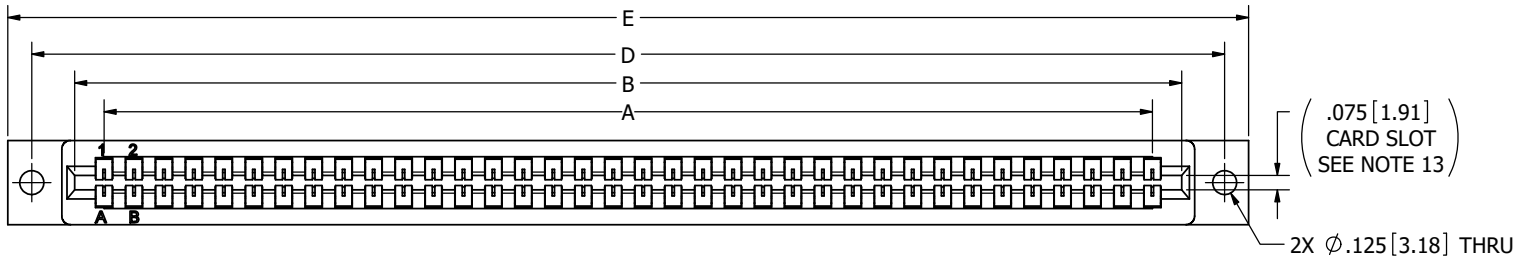 E
D
B
A
.075 [1.91]
CARD SLOT
SEE NOTE 13
1 2
A B
2X Ø.125 [3.18] THRU